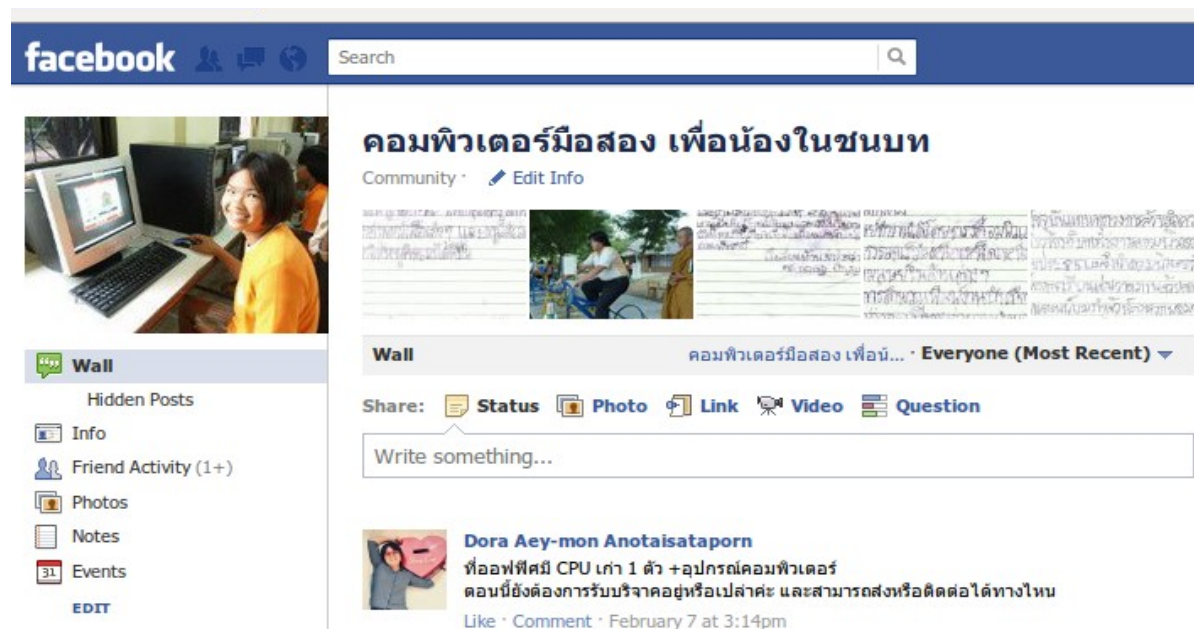 facebook
Search
คอมพิวเตอร์มือสอง เพื่อน้องในชนบท
Community · Edit Info
Wall
คอมพิวเตอร์มือสอง เพื่อน้... · Everyone (Most Recent)
Share: Status Photo Link Video Question
Write something...
Wall
Hidden Posts
Info
Friend Activity (1+)
Photos
Notes
31 Events
EDIT
Dora Aey-mon Anotaisataporn
ที่ออฟฟิศมี CPU เก่า 1 ตัว +อุปกรณ์คอมพิวเตอร์
ตอนนี้ยังต้องการรับบริจาคอยู่หรือเปล่าค่ะ และสามารถส่งหรือติดต่อได้ทางไหน
Like · Comment · February 7 at 3:14pm